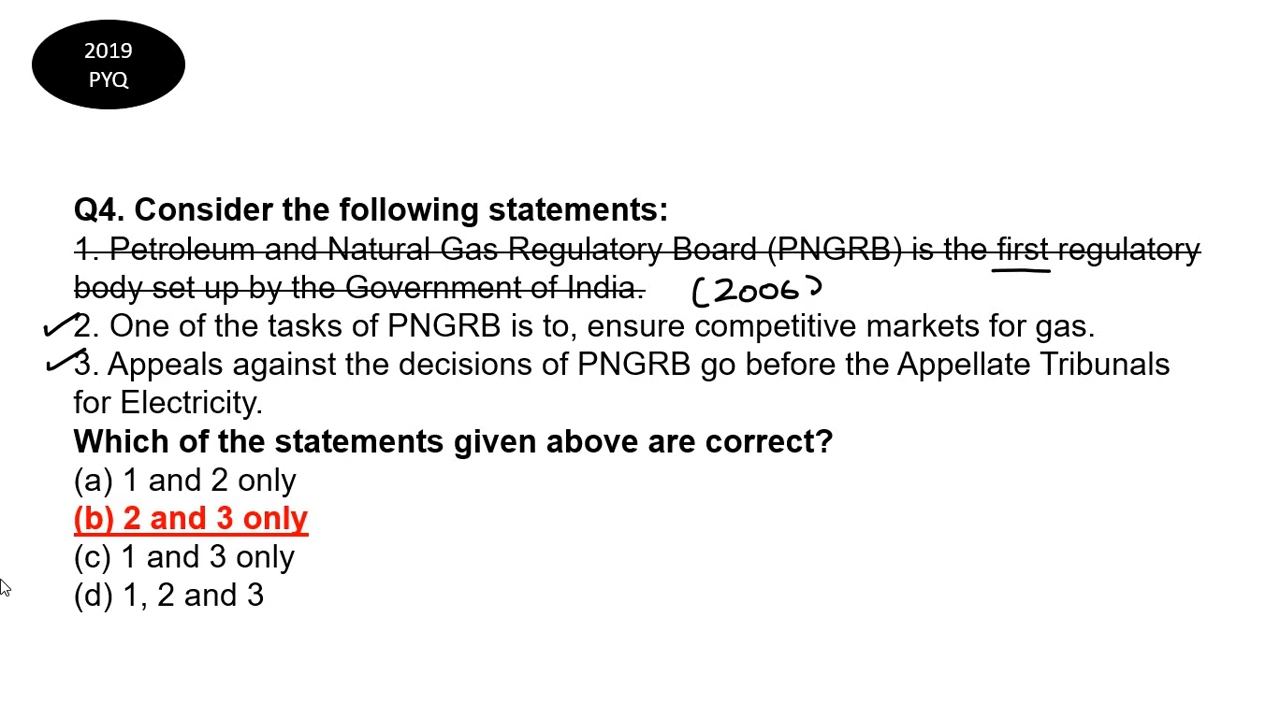 2019
PYQ
Q4. Consider the following statements:
1. Petroleum and Natural Gas Regulatory Board (PNGRB) is the first regulatory
body set up by the Government of India. (2006)
2. One of the tasks of PNGRB is to, ensure competitive markets for gas.
3. Appeals against the decisions of PNGRB go before the Appellate Tribunals
for Electricity.
Which of the statements given above are correct?
(a) 1 and 2 only
(b) 2 and 3 only
(c) 1 and 3 only
(d) 1, 2 and 3